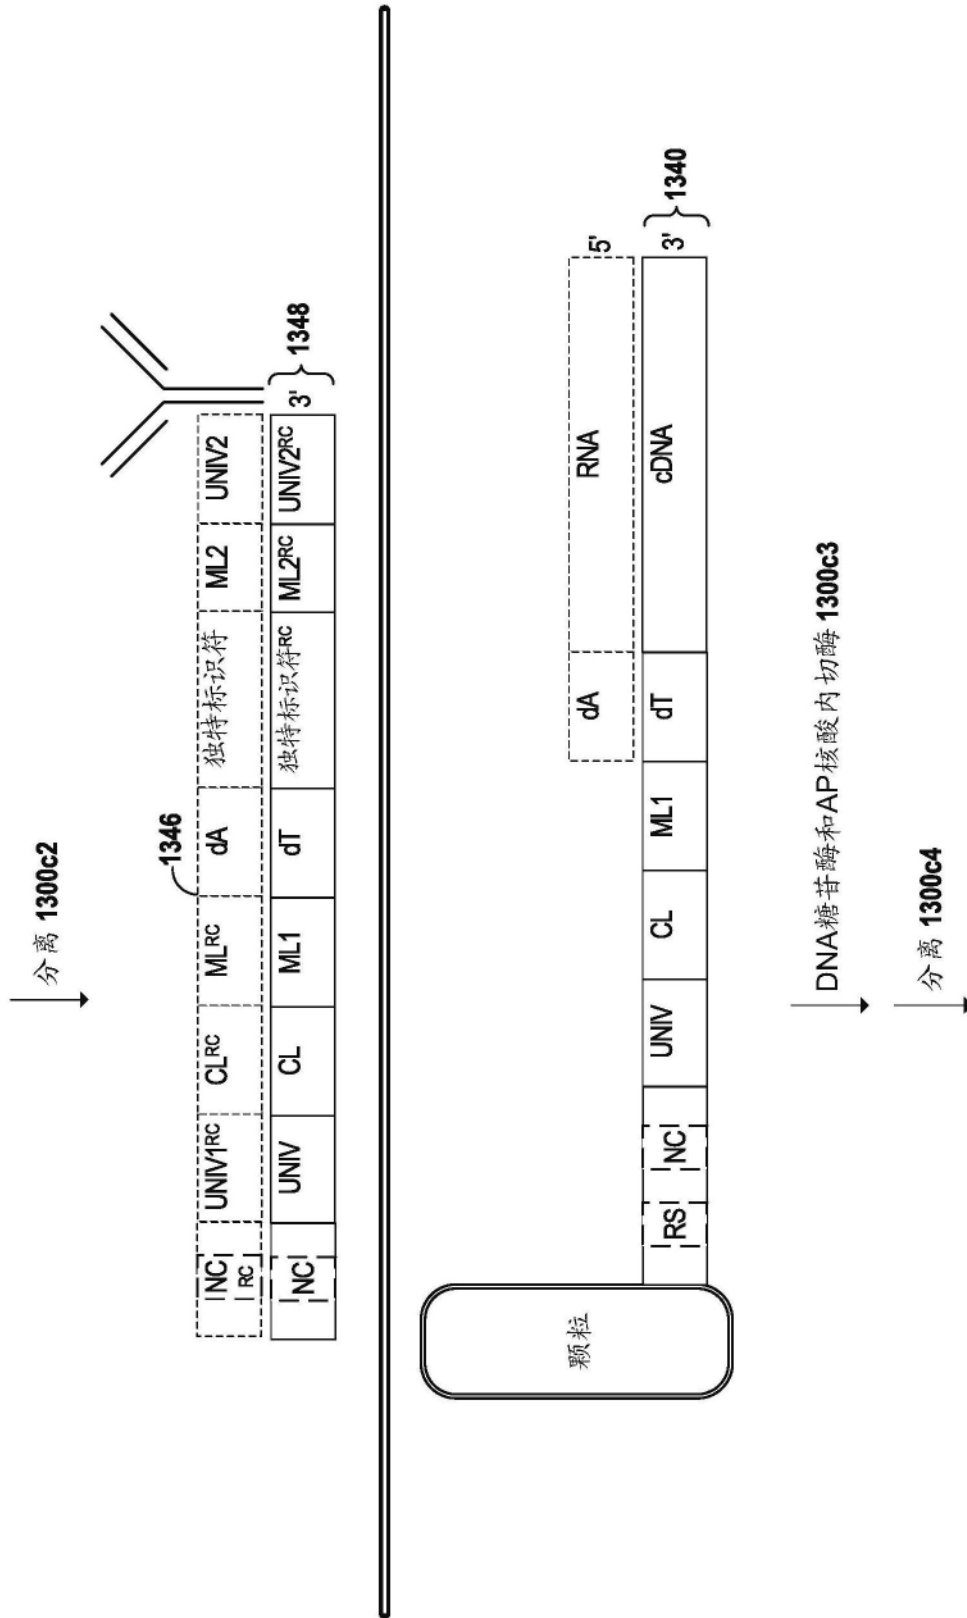 分离 1300c2
1346
NC RC UNIV1RC CLRC MLRC dA 独特标识符 ML2 UNIV2
NC UNIV CL ML1 dT 独特标识符RC ML2RC UNIV2RC 3' 1348
dA RNA 5'
颗粒 RS NC UNIV CL ML1 dT cDNA 3' 1340
DNA糖苷酶和AP核酸内切酶 1300c3
分离 1300c4